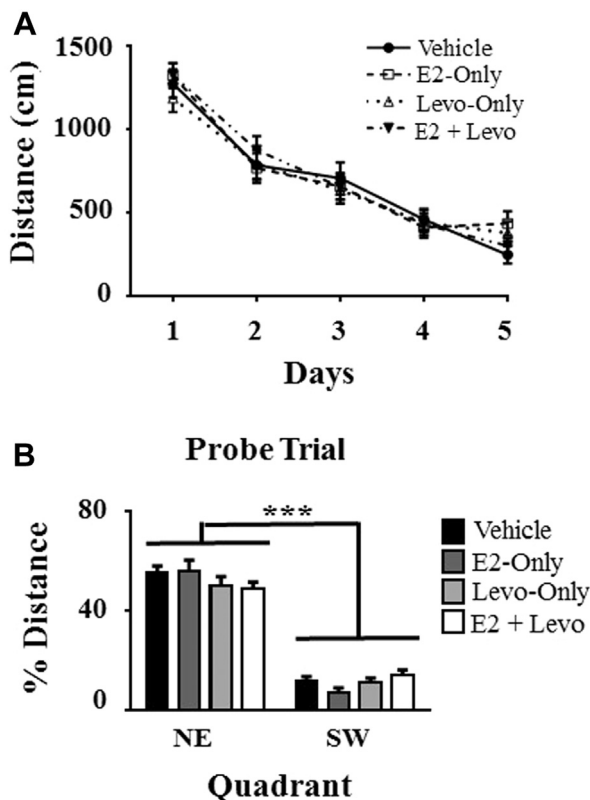 A
Distance (cm)
1500
1000
500
0
1
2
3
4
5
Days
Vehicle
E2-Only
Levo-Only
E2 + Levo
B
Probe Trial
% Distance
80
40
0
***
NE
SW
Quadrant
Vehicle
E2-Only
Levo-Only
E2 + Levo